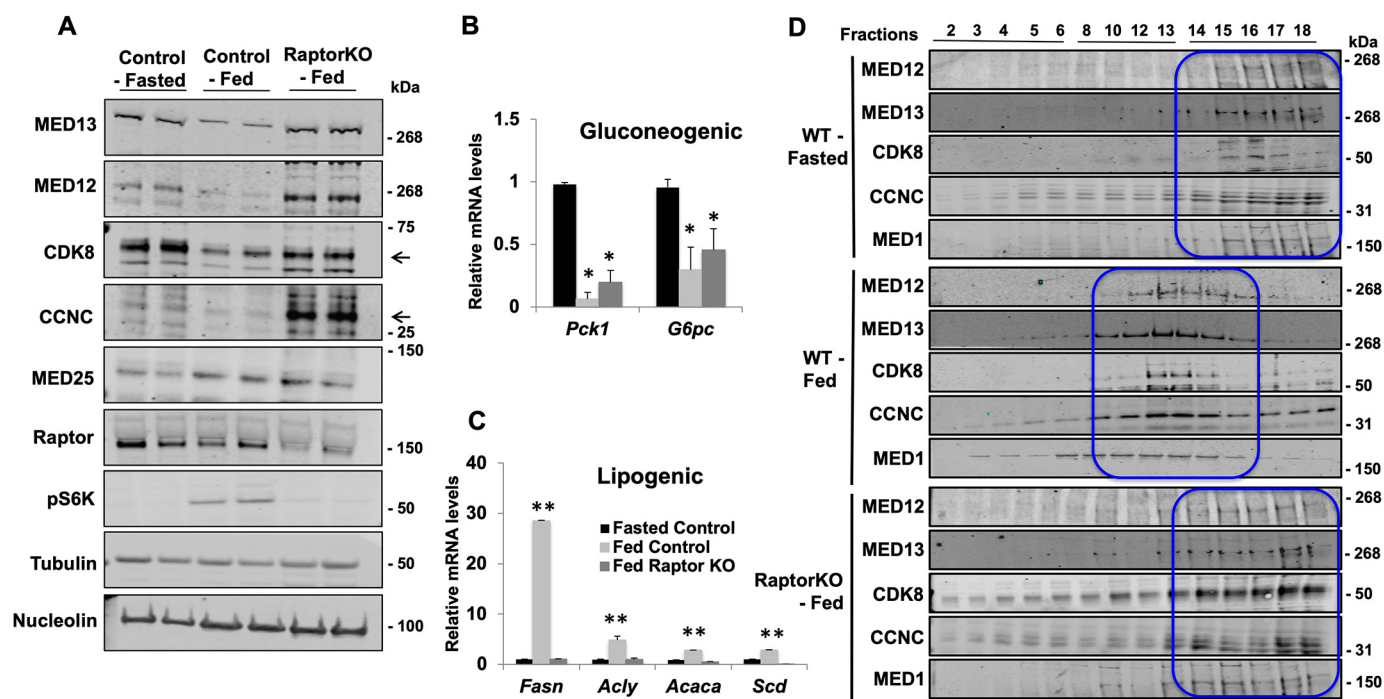 A
Control
- Fasted
Control
- Fed
RaptorKO
- Fed
kDa
MED13
- 268
MED12
- 268
- 75
CDK8
CCNC
- 25
- 150
MED25
Raptor
- 150
pS6K
- 50
Tubulin
- 50
Nucleolin
- 100
B
Relative mRNA levels
1.5
1
0.5
0
Gluconeogenic
* * * *
Pck1 G6pc
C
Relative mRNA levels
40
30
20
10
0
Lipogenic
** ** ** **
Fasted Control
Fed Control
Fed Raptor KO
Fasn Acly Acaca Scd
D
Fractions 2 3 4 5 6 8 10 12 13 14 15 16 17 18
kDa
WT -
Fasted
MED12 - 268
MED13 - 268
CDK8 - 50
CCNC - 31
MED1 - 150
WT -
Fed
MED12 - 268
MED13 - 268
CDK8 - 50
CCNC - 31
MED1 - 150
RaptorKO
- Fed
MED12 - 268
MED13 - 268
CDK8 - 50
CCNC - 31
MED1 - 150